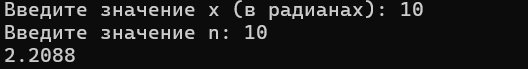 Введите значение x (в радианах): 10
Введите значение n: 10
2.2088